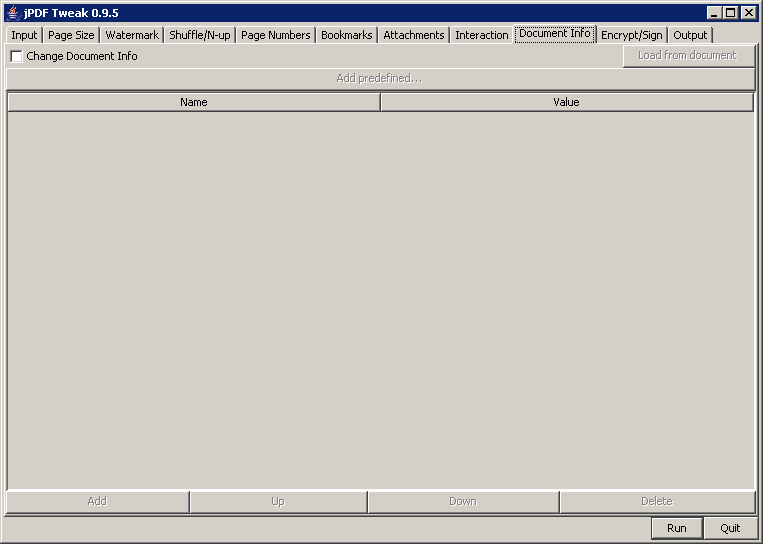 jPDF Tweak 0.9.5
Input Page Size Watermark Shuffle/N-up Page Numbers Bookmarks Attachments Interaction Document Info Encrypt/Sign Output
Change Document Info Load from document
Add predefined...
Name Value
Add Up Down Delete
Run Quit